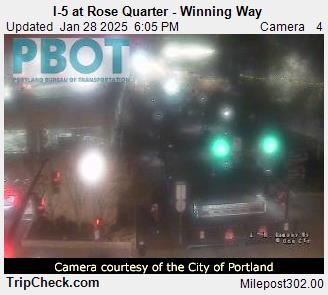 I-5 at Rose Quarter - Winning Way
Updated Jan 28 2025 6:05 PM Camera 4
PBOT
PORTLAND BUREAU OF TRANSPORTATION
Camera courtesy of the City of Portland
TripCheck.com Milepost302.00